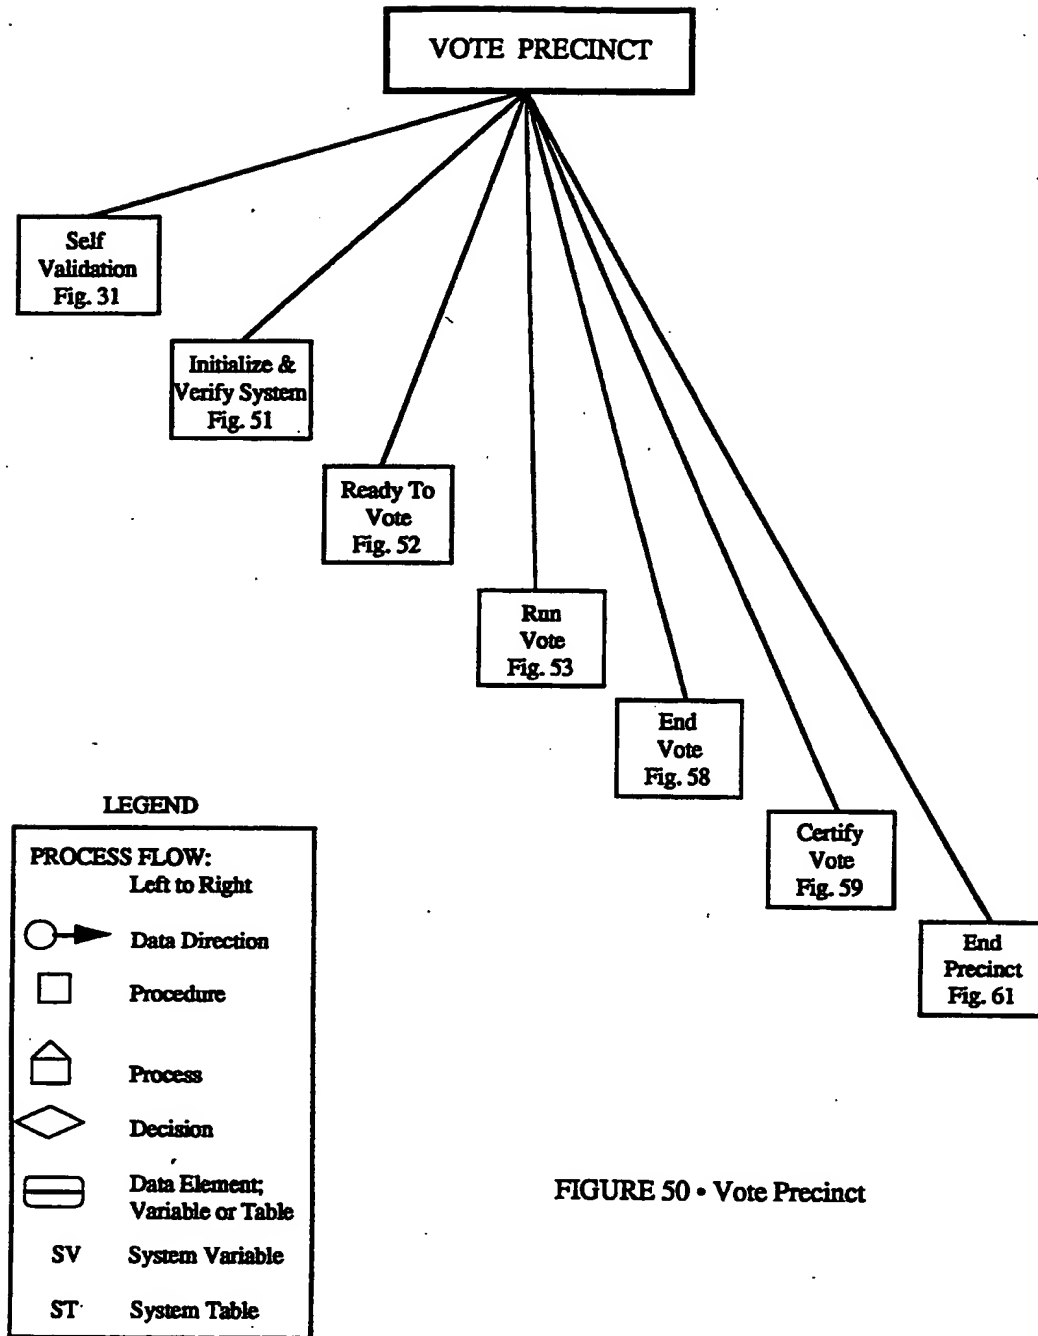 VOTE PRECINCT
Self
Validation
Fig. 31
Initialize &
Verify System
Fig. 51
Ready To
Vote
Fig. 52
Run
Vote
Fig. 53
End
Vote
Fig. 58
Certify
Vote
Fig. 59
End
Precinct
Fig. 61
LEGEND
PROCESS FLOW:
Left to Right
Data Direction
Procedure
Process
Decision
Data Element;
Variable or Table
SV System Variable
ST System Table
FIGURE 50 • Vote Precinct